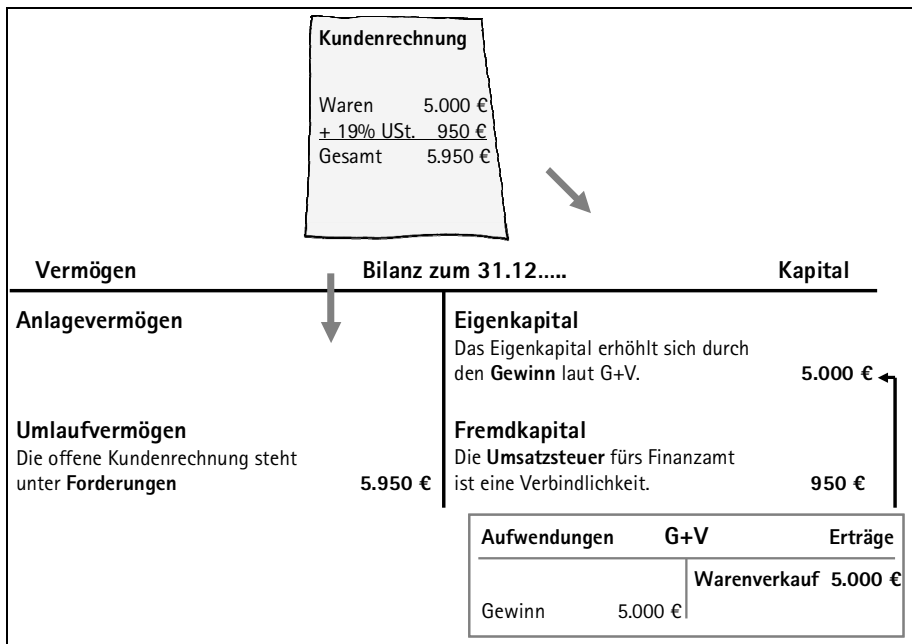 Kundenrechnung
Waren 5.000 €
+ 19% USt. 950 €
Gesamt 5.950 €
Vermögen Bilanz zum 31.12..... Kapital
Anlagevermögen
Eigenkapital
Das Eigenkapital erhöhlt sich durch
den Gewinn laut G+V. 5.000 €
Umlaufvermögen
Die offene Kundenrechnung steht
unter Forderungen 5.950 €
Fremdkapital
Die Umsatzsteuer fürs Finanzamt
ist eine Verbindlichkeit. 950 €
Aufwendungen G+V Erträge
Warenverkauf 5.000 €
Gewinn 5.000 €